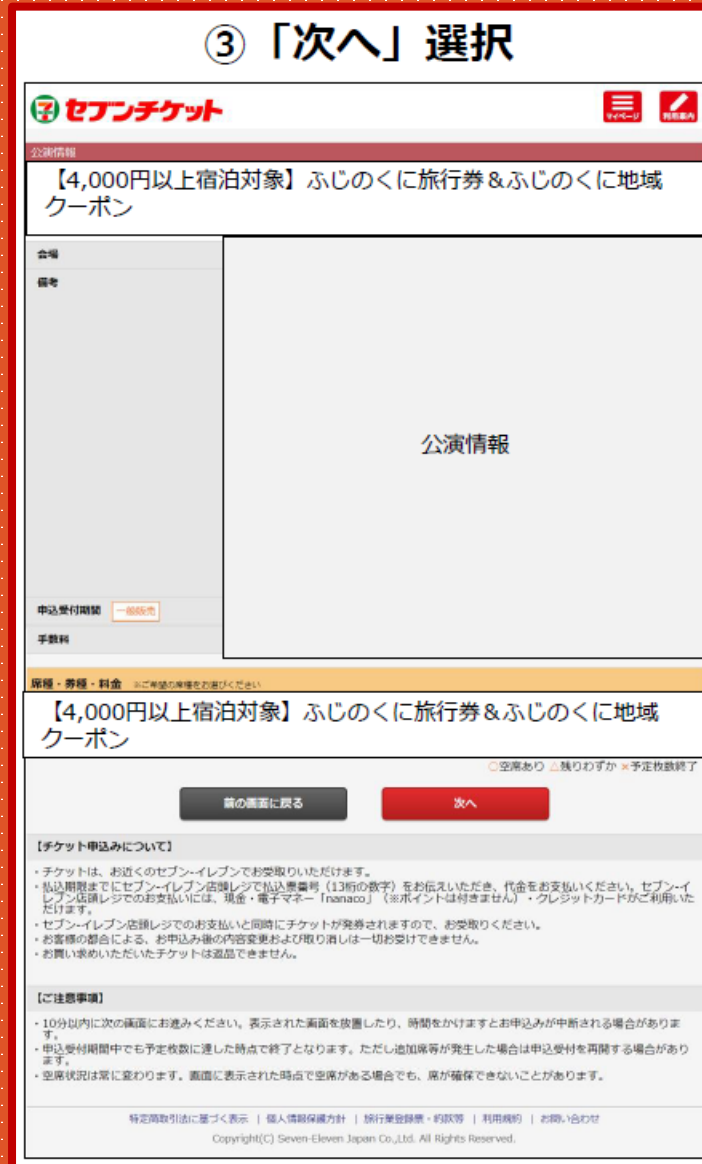 ③「次へ」選択
セブンチケット
マイページ 利用案内
公演情報
【4,000円以上宿泊対象】ふじのくに旅行券＆ふじのくに地域
クーポン
会場
備考
公演情報
申込受付期間 一般販売
手数料
席種・券種・料金 ※ご希望の席種をお選びください
【4,000円以上宿泊対象】ふじのくに旅行券＆ふじのくに地域
クーポン
○空席あり △残りわずか ×予定枚数終了
前の画面に戻る 次へ
【チケット申込みについて】
・チケットは、お近くのセブン-イレブンでお受取りいただけます。
・払込期限までにセブン-イレブン店頭レジで払込票番号（13桁の数字）をお伝えいただき、代金をお支払いください。セブン-イ
レブン店頭レジでのお支払いには、現金・電子マネー「nanaco」（※ポイントは付きません）・クレジットカードがご利用いた
だけます。
・セブン-イレブン店頭レジでのお支払いと同時にチケットが発券されますので、お受取りください。
・お客様の都合による、お申込み後の内容変更および取り消しは一切お受けできません。
・お買い求めいただいたチケットは返品できません。
【ご注意事項】
・10分以内に次の画面にお進みください。表示された画面を放置したり、時間をかけますとお申込みが中断される場合がありま
す。
・申込受付期間中でも予定枚数に達した時点で終了となります。ただし追加席等が発生した場合は申込受付を再開する場合があり
ます。
・空席状況は常に変わります。画面に表示された時点で空席がある場合でも、席が確保できないことがあります。
特定商取引法に基づく表示 | 個人情報保護方針 | 旅行業登録票・約款等 | 利用規約 | お問い合わせ
Copyright(C) Seven-Eleven Japan Co.,Ltd. All Rights Reserved.